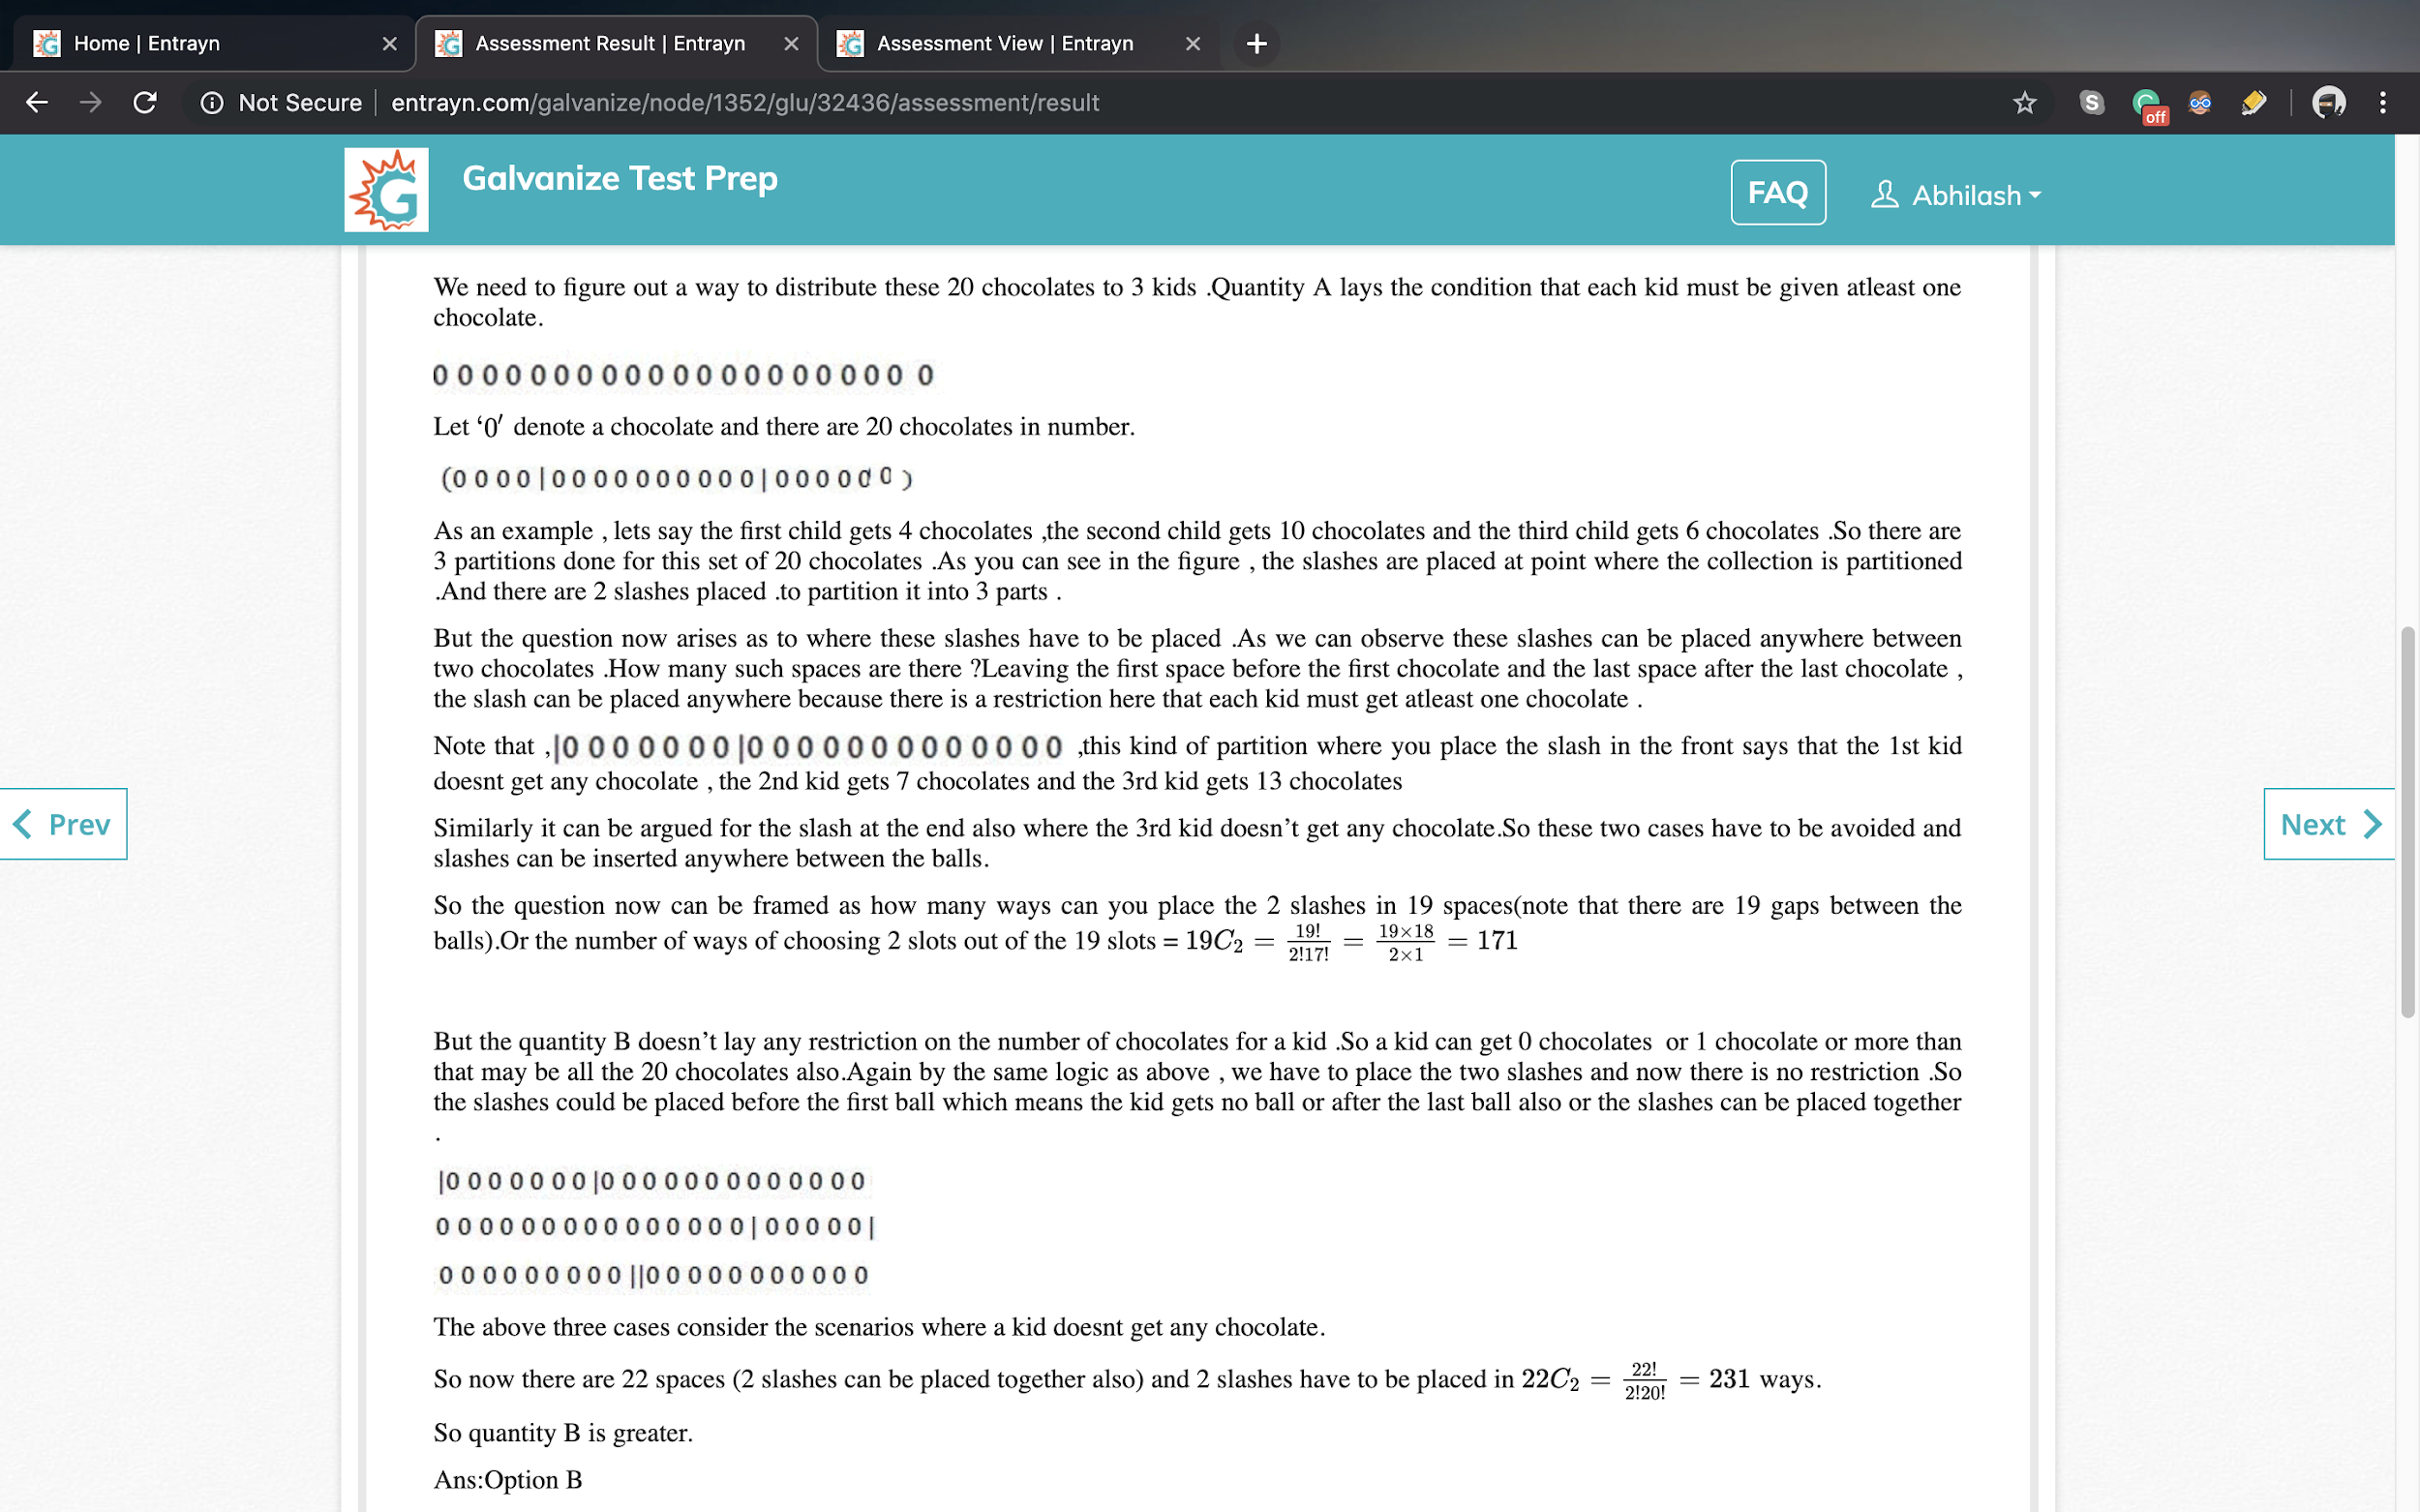 Home | Entrayn
Assessment Result | Entrayn
Assessment View | Entrayn
Not Secure
entrayn.com/galvanize/node/1352/glu/32436/assessment/result
S
off
G
Galvanize Test Prep
FAQ
Abhilash
We need to figure out a way to distribute these 20 chocolates to 3 kids .Quantity A lays the condition that each kid must be given atleast one
chocolate.
0 0 0 0 0 0 0 0 0 0 0 0 0 0 0 0 0 0 0 0 0
Let ‘0′ denote a chocolate and there are 20 chocolates in number.
(0 0 0 0 | 0 0 0 0 0 0 0 0 0 0 | 0 0 0 0 0 0 )
As an example , lets say the first child gets 4 chocolates ,the second child gets 10 chocolates and the third child gets 6 chocolates .So there are
3 partitions done for this set of 20 chocolates .As you can see in the figure , the slashes are placed at point where the collection is partitioned
.And there are 2 slashes placed .to partition it into 3 parts .
But the question now arises as to where these slashes have to be placed .As we can observe these slashes can be placed anywhere between
two chocolates .How many such spaces are there ?Leaving the first space before the first chocolate and the last space after the last chocolate ,
the slash can be placed anywhere because there is a restriction here that each kid must get atleast one chocolate .
Note that ,|0 0 0 0 0 0 0 |0 0 0 0 0 0 0 0 0 0 0 0 0 ,this kind of partition where you place the slash in the front says that the 1st kid
doesnt get any chocolate , the 2nd kid gets 7 chocolates and the 3rd kid gets 13 chocolates
Prev
Next
Similarly it can be argued for the slash at the end also where the 3rd kid doesn’t get any chocolate.So these two cases have to be avoided and
slashes can be inserted anywhere between the balls.
So the question now can be framed as how many ways can you place the 2 slashes in 19 spaces(note that there are 19 gaps between the
balls).Or the number of ways of choosing 2 slots out of the 19 slots = 19C₂ = 19!/2!17! = 19×18/2×1 = 171
But the quantity B doesn’t lay any restriction on the number of chocolates for a kid .So a kid can get 0 chocolates or 1 chocolate or more than
that may be all the 20 chocolates also.Again by the same logic as above , we have to place the two slashes and now there is no restriction .So
the slashes could be placed before the first ball which means the kid gets no ball or after the last ball also or the slashes can be placed together
.
|0 0 0 0 0 0 0 |0 0 0 0 0 0 0 0 0 0 0 0 0
0 0 0 0 0 0 0 0 0 0 0 0 0 0 0 | 0 0 0 0 0 |
0 0 0 0 0 0 0 0 0 ||0 0 0 0 0 0 0 0 0 0 0
The above three cases consider the scenarios where a kid doesnt get any chocolate.
So now there are 22 spaces (2 slashes can be placed together also) and 2 slashes have to be placed in 22C₂ = 22!/2!20! = 231 ways.
So quantity B is greater.
Ans:Option B